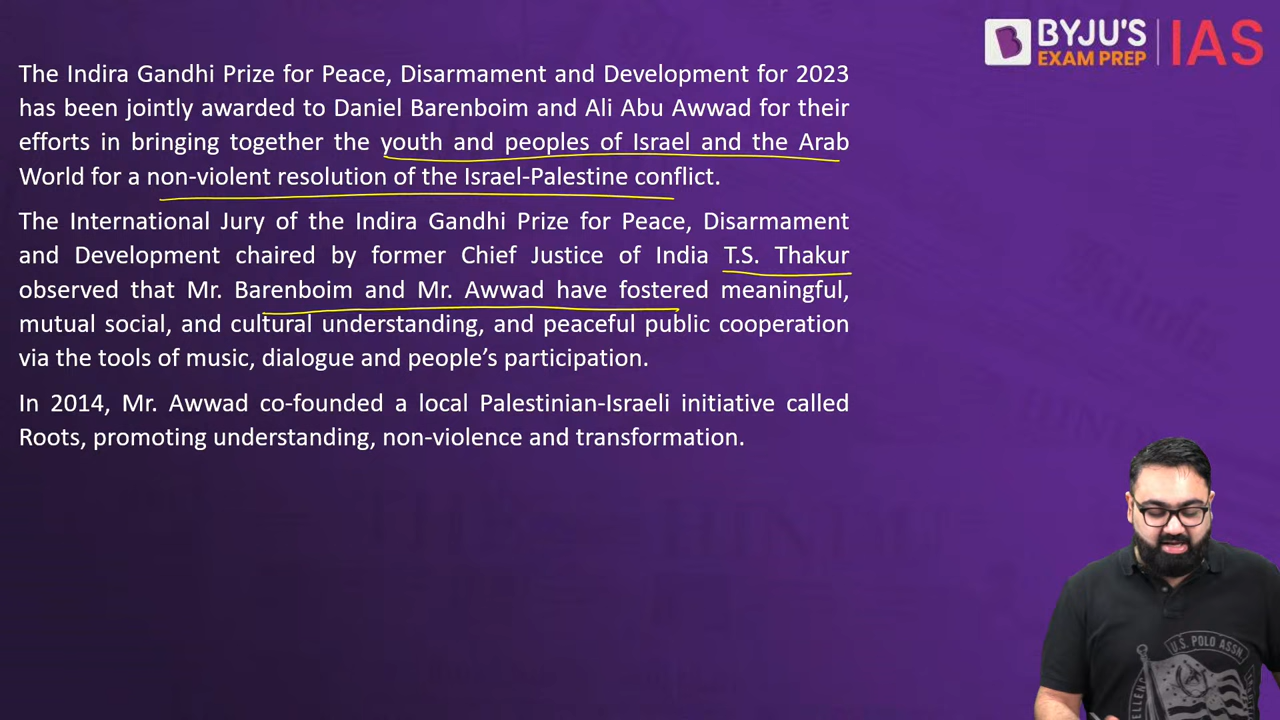 BYJU'S
EXAM PREP
IAS
The Indira Gandhi Prize for Peace, Disarmament and Development for 2023
has been jointly awarded to Daniel Barenboim and Ali Abu Awwad for their
efforts in bringing together the youth and peoples of Israel and the Arab
World for a non-violent resolution of the Israel-Palestine conflict.
The International Jury of the Indira Gandhi Prize for Peace, Disarmament
and Development chaired by former Chief Justice of India T.S. Thakur
observed that Mr. Barenboim and Mr. Awwad have fostered meaningful,
mutual social, and cultural understanding, and peaceful public cooperation
via the tools of music, dialogue and people's participation.
In 2014, Mr. Awwad co-founded a local Palestinian-Israeli initiative called
Roots, promoting understanding, non-violence and transformation.
U.S. POLO ASSN.